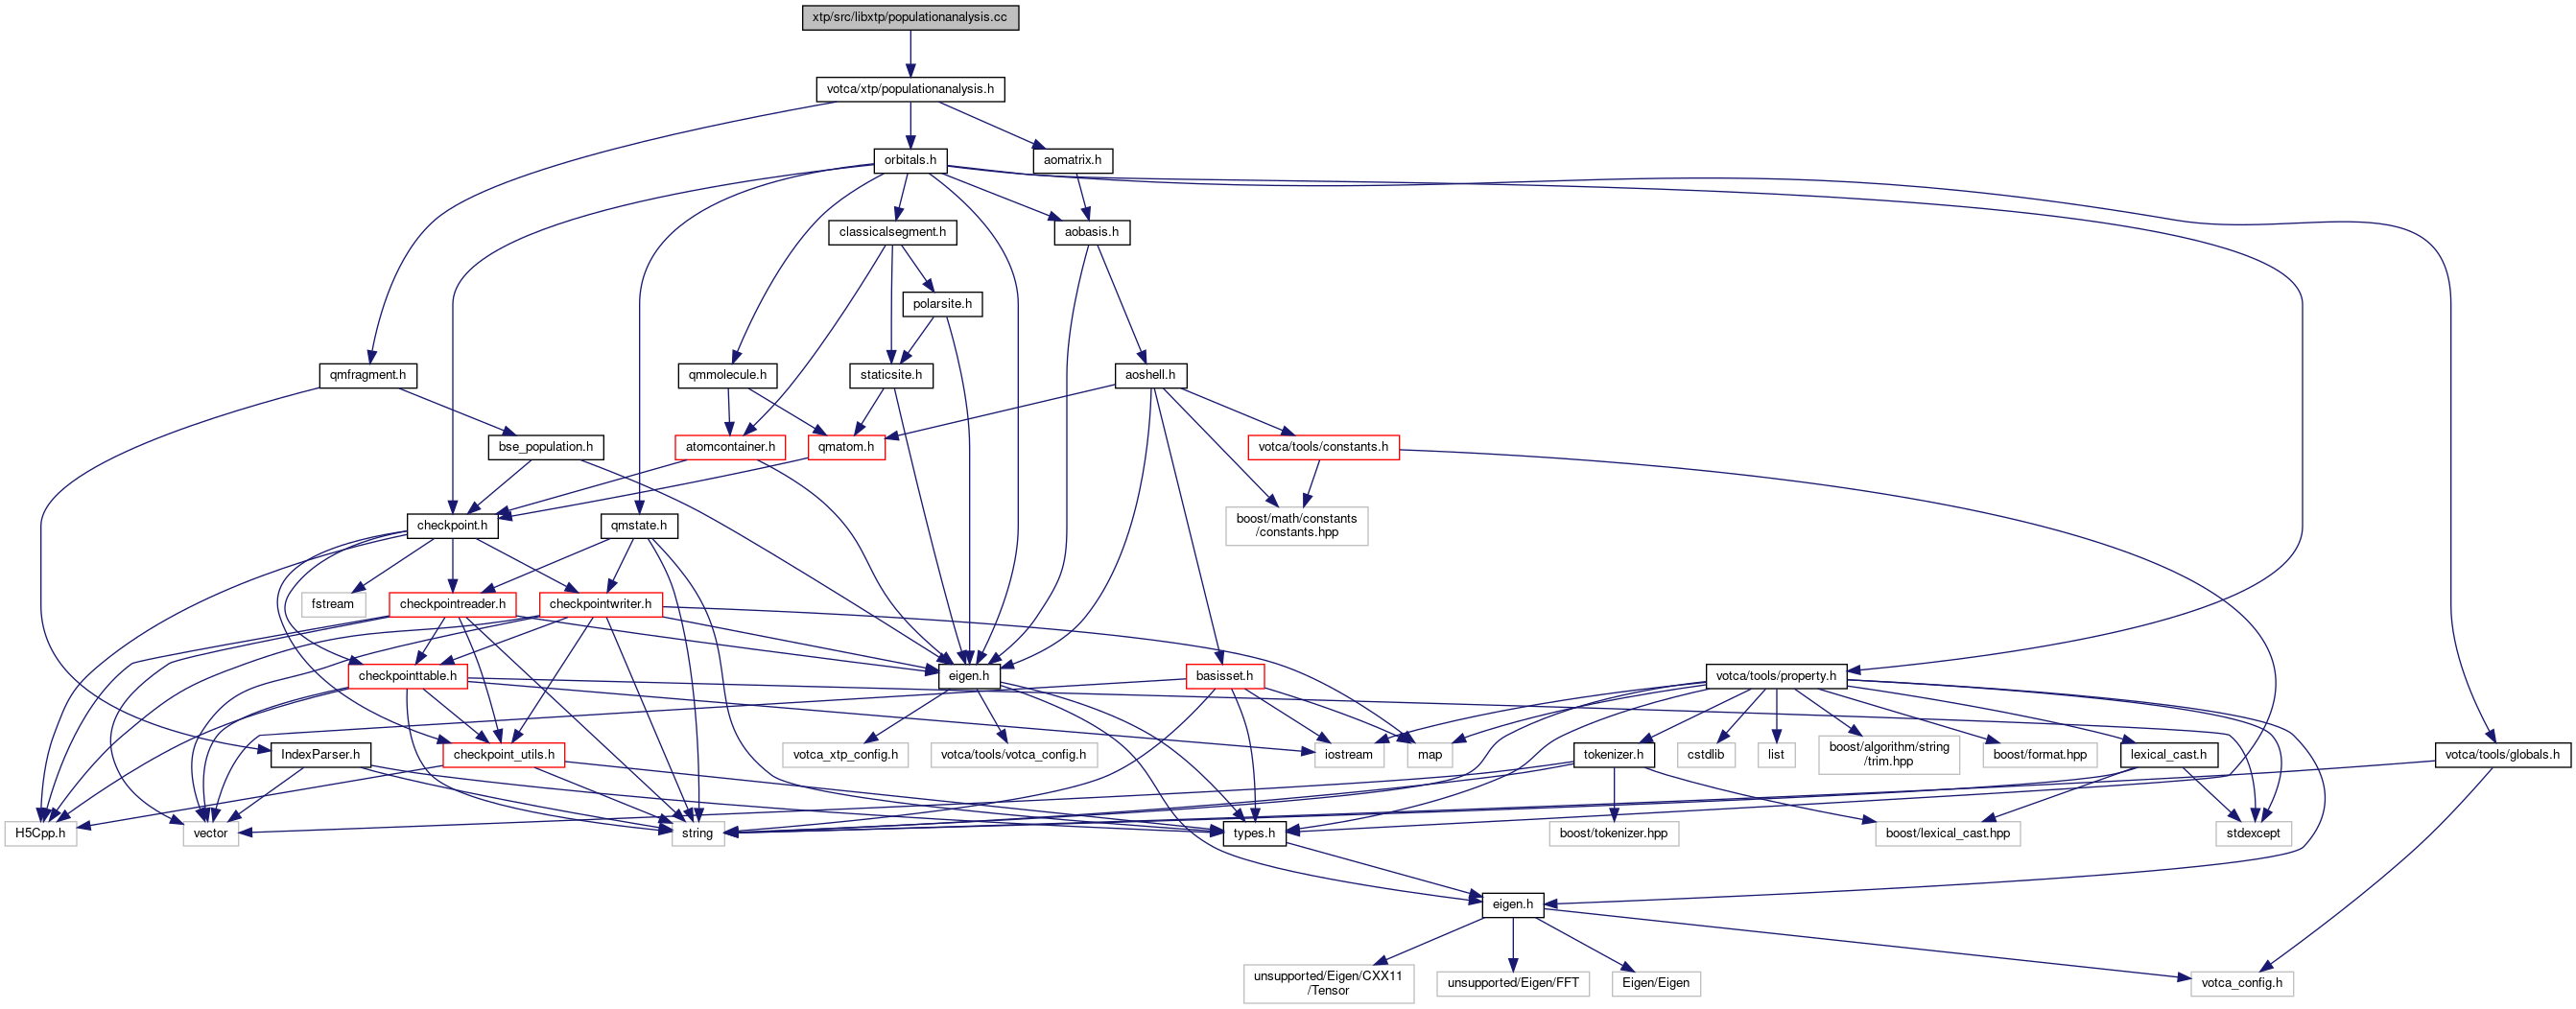 xtp/src/libxtp/populationanalysis.cc
votca/xtp/populationanalysis.h
orbitals.h
aomatrix.h
classicalsegment.h
aobasis.h
polarsite.h
qmfragment.h
qmmolecule.h
staticsite.h
aoshell.h
bse_population.h
atomcontainer.h
qmatom.h
votca/tools/constants.h
checkpoint.h
qmstate.h
boost/math/constants
/constants.hpp
fstream
checkpointreader.h
checkpointwriter.h
checkpointtable.h
eigen.h
basisset.h
votca/tools/property.h
IndexParser.h
checkpoint_utils.h
votca_xtp_config.h
votca/tools/votca_config.h
iostream
map
tokenizer.h
cstdlib
list
boost/algorithm/string
/trim.hpp
boost/format.hpp
lexical_cast.h
votca/tools/globals.h
H5Cpp.h
vector
string
types.h
boost/tokenizer.hpp
boost/lexical_cast.hpp
stdexcept
eigen.h
unsupported/Eigen/CXX11
/Tensor
unsupported/Eigen/FFT
Eigen/Eigen
votca_config.h